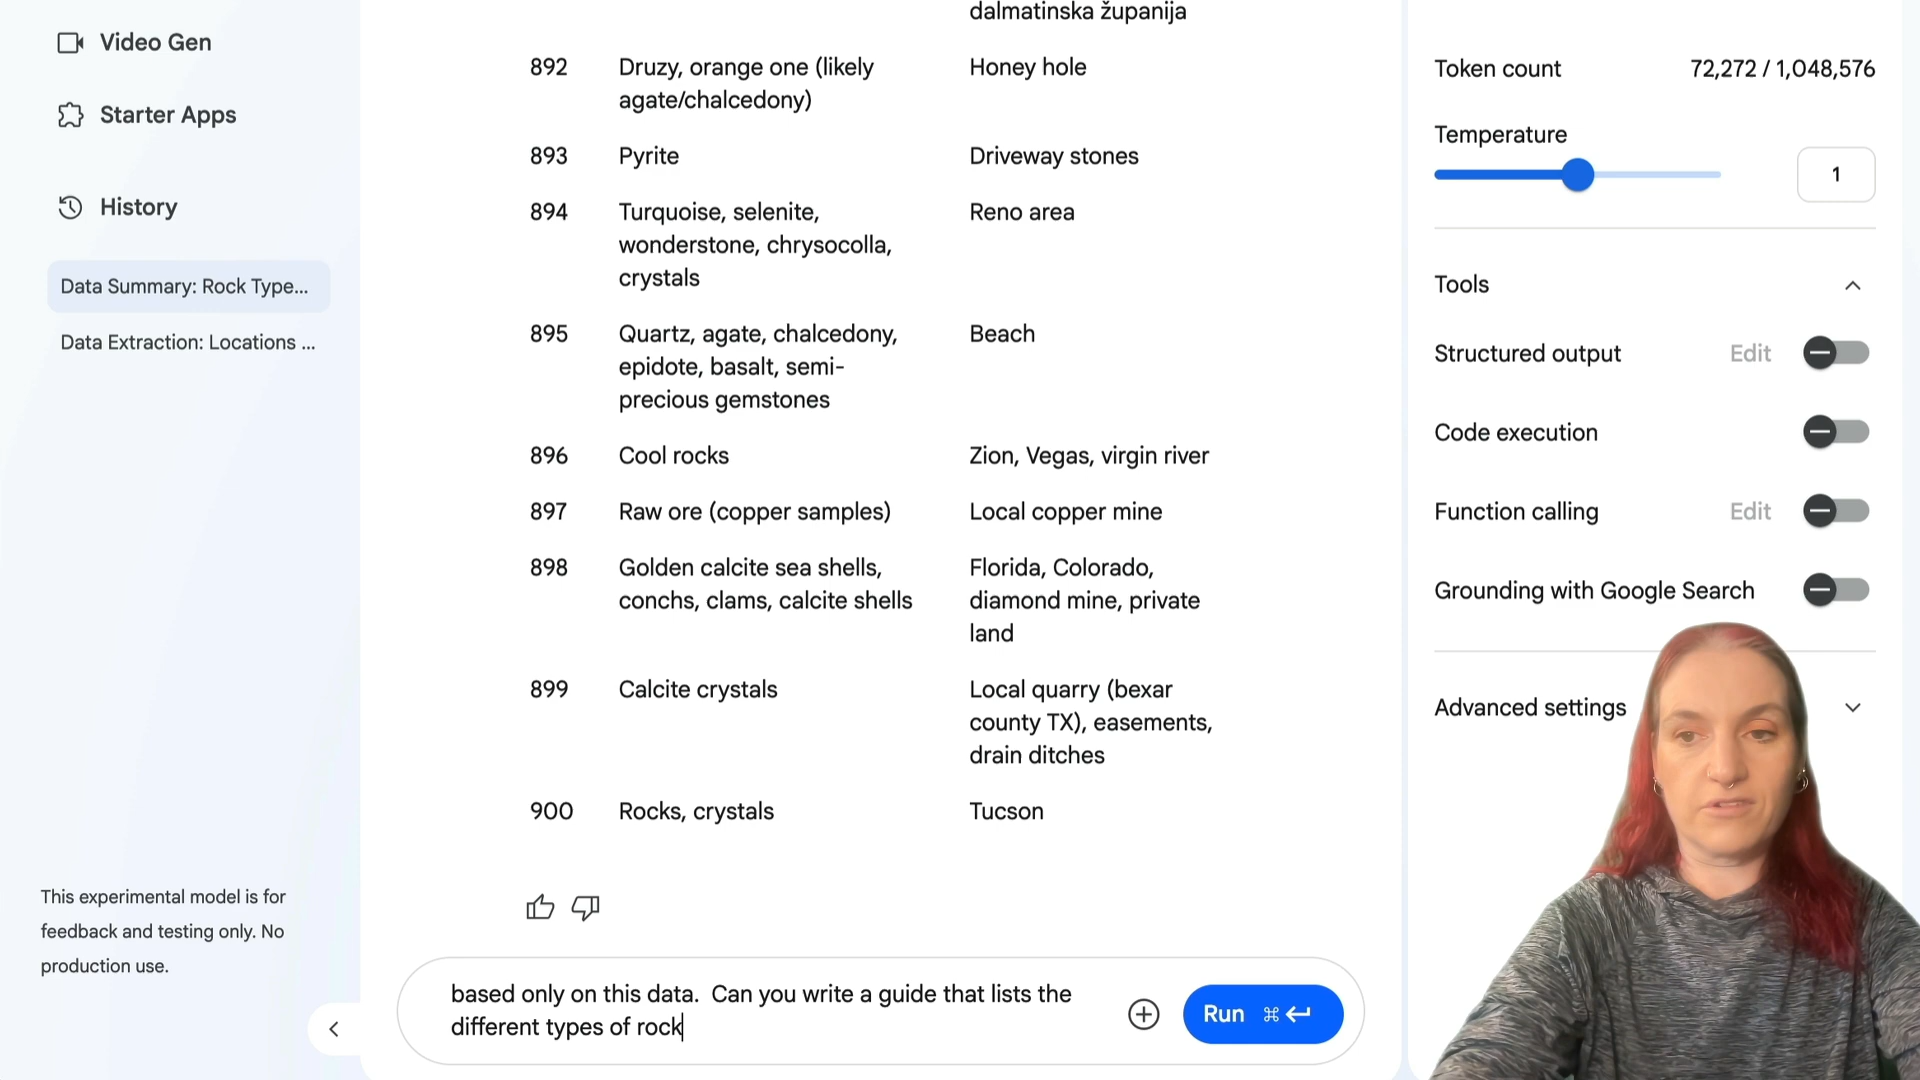 Video Gen
Starter Apps
History
Data Summary: Rock Type...
Data Extraction: Locations ...
This experimental model is for
feedback and testing only. No
production use.
dalmatinska županija
892 Druzy, orange one (likely Honey hole
agate/chalcedony)
893 Pyrite Driveway stones
894 Turquoise, selenite, Reno area
wonderstone, chrysocolla,
crystals
895 Quartz, agate, chalcedony, Beach
epidote, basalt, semi-
precious gemstones
896 Cool rocks Zion, Vegas, virgin river
897 Raw ore (copper samples) Local copper mine
898 Golden calcite sea shells, Florida, Colorado,
conchs, clams, calcite shells diamond mine, private
land
899 Calcite crystals Local quarry (bexar
county TX), easements,
drain ditches
900 Rocks, crystals Tucson
based only on this data.  Can you write a guide that lists the
different types of rock
Run ⌘ ↵
Token count 72,272 / 1,048,576
Temperature
1
Tools
Structured output Edit
Code execution
Function calling Edit
Grounding with Google Search
Advanced settings